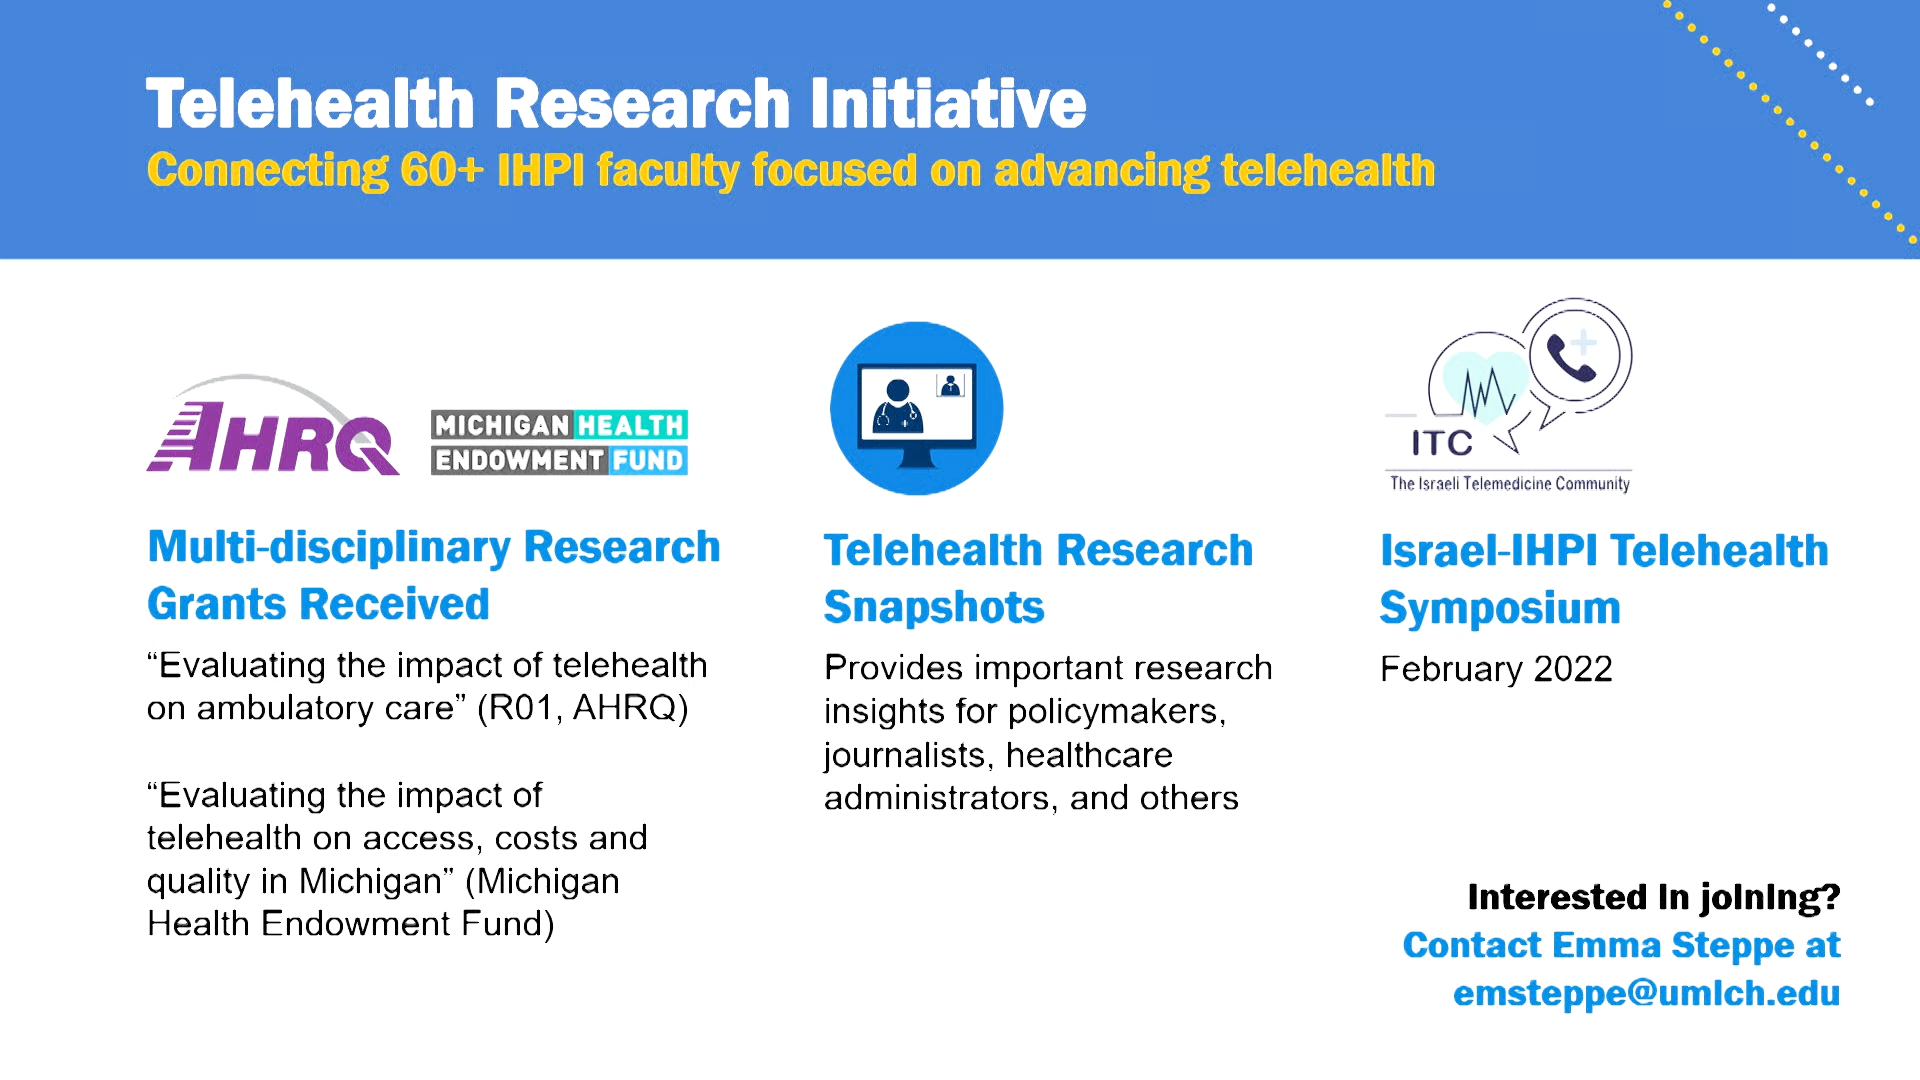 Telehealth Research Initiative
Connecting 60+ IHPI faculty focused on advancing telehealth
AHRQ
MICHIGAN HEALTH
ENDOWMENT FUND
ITC
The Israeli Telemedicine Community
Multi-disciplinary Research
Grants Received
“Evaluating the impact of telehealth
on ambulatory care” (R01, AHRQ)
“Evaluating the impact of
telehealth on access, costs and
quality in Michigan” (Michigan
Health Endowment Fund)
Telehealth Research
Snapshots
Provides important research
insights for policymakers,
journalists, healthcare
administrators, and others
Israel-IHPI Telehealth
Symposium
February 2022
Interested in joining?
Contact Emma Steppe at
emsteppe@umich.edu